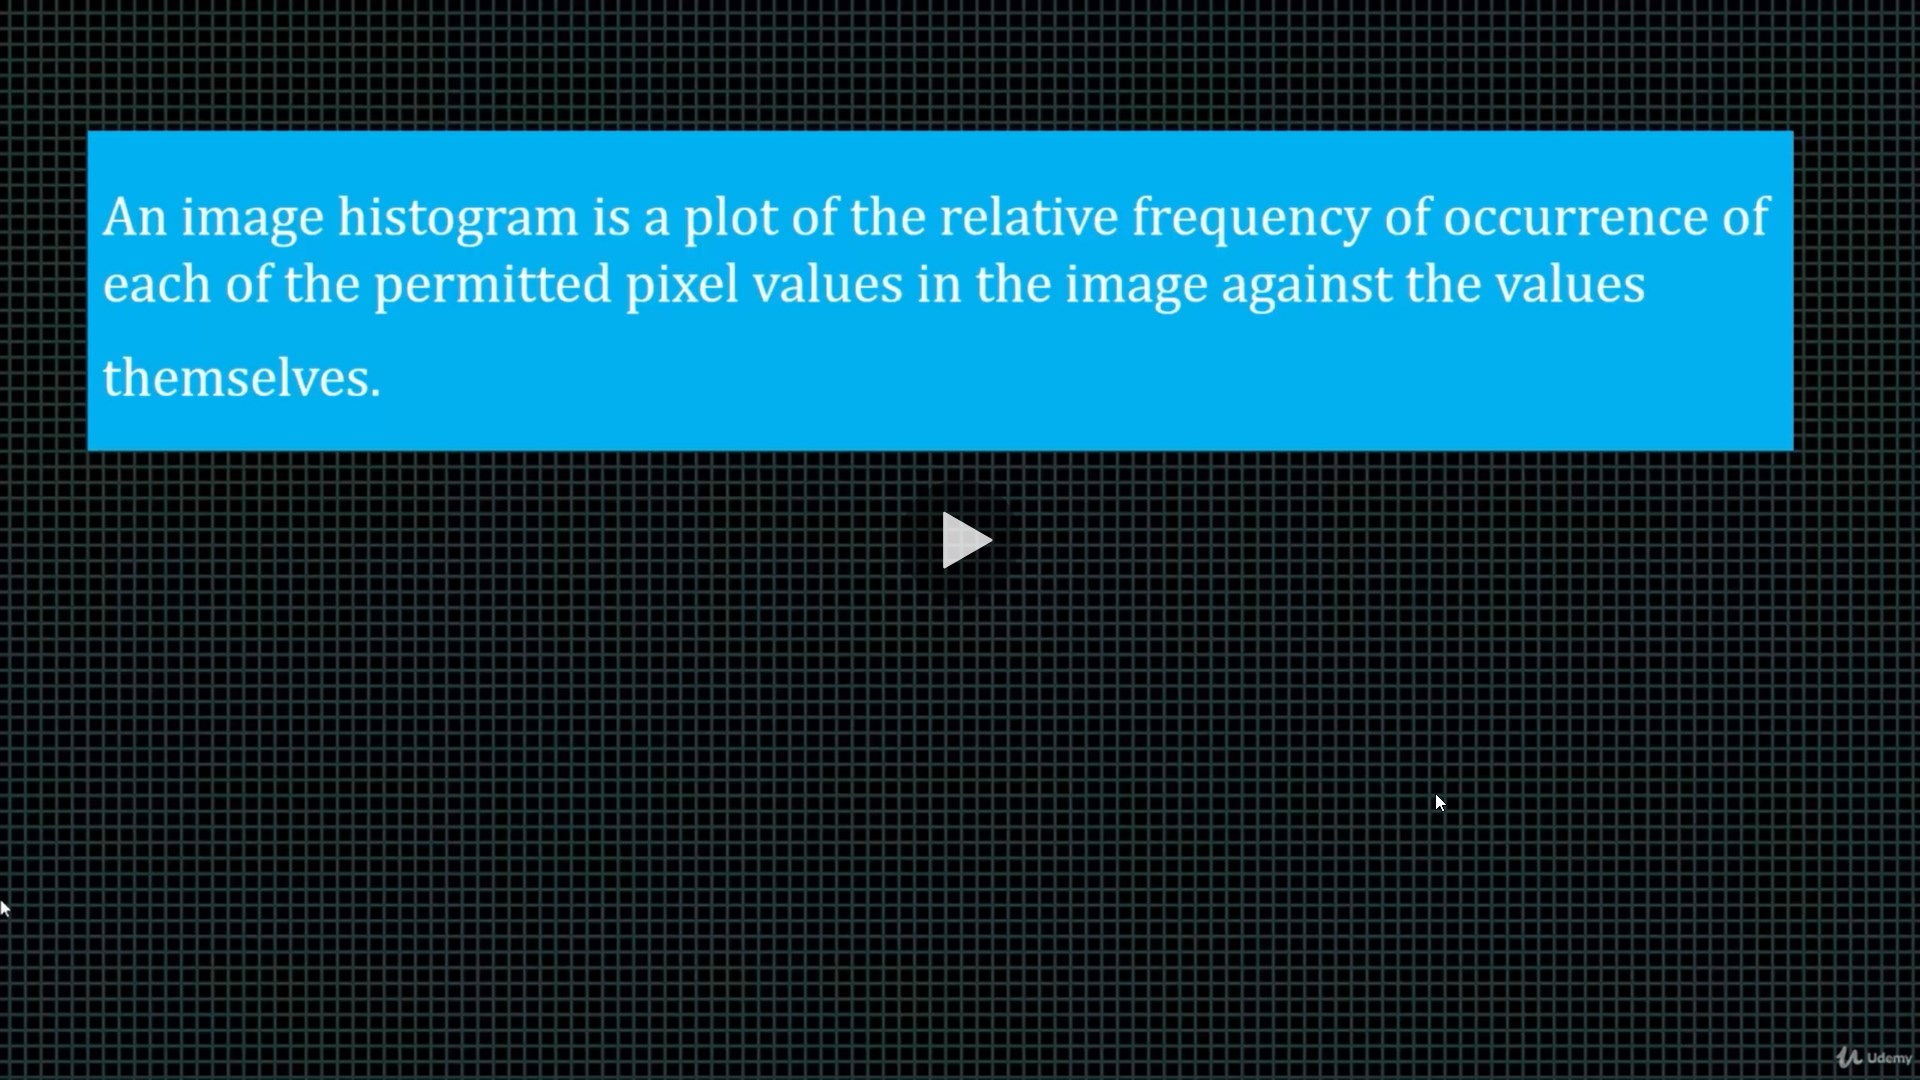 An image histogram is a plot of the relative frequency of occurrence of
each of the permitted pixel values in the image against the values
themselves.
Udemy